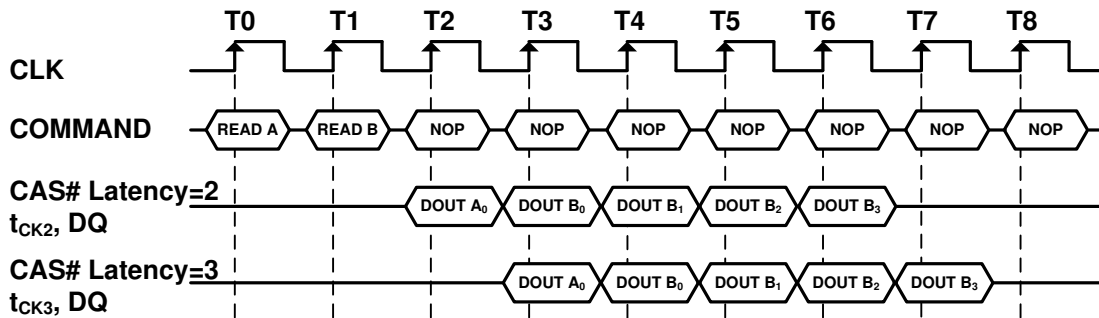 T0 T1 T2 T3 T4 T5 T6 T7 T8
CLK
COMMAND READ A READ B NOP NOP NOP NOP NOP NOP NOP
CAS# Latency=2
t_CK2, DQ DOUT A₀ DOUT B₀ DOUT B₁ DOUT B₂ DOUT B₃
CAS# Latency=3
t_CK3, DQ DOUT A₀ DOUT B₀ DOUT B₁ DOUT B₂ DOUT B₃